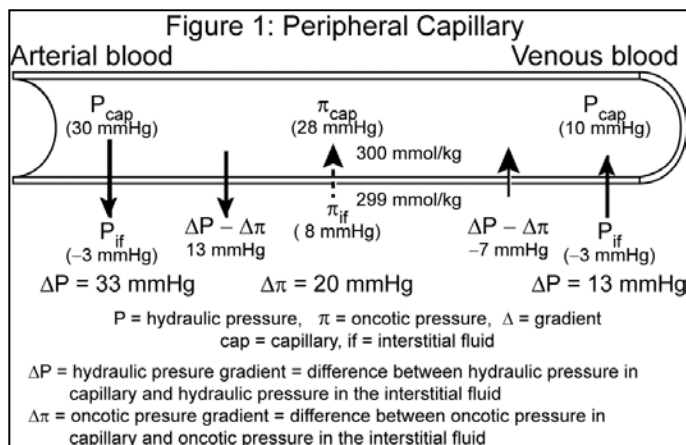 Figure 1: Peripheral Capillary
Arterial blood Venous blood
P cap π cap P cap
(30 mmHg) (28 mmHg) (10 mmHg)
300 mmol/kg
299 mmol/kg
P if ΔP − Δπ π if ΔP − Δπ P if
(−3 mmHg) 13 mmHg ( 8 mmHg) −7 mmHg (−3 mmHg)
ΔP = 33 mmHg Δπ = 20 mmHg ΔP = 13 mmHg
P = hydraulic pressure, π = oncotic pressure, Δ = gradient
cap = capillary, if = interstitial fluid
ΔP = hydraulic presure gradient = difference between hydraulic pressure in
capillary and hydraulic pressure in the interstitial fluid
Δπ = oncotic presure gradient = difference between oncotic pressure in
capillary and oncotic pressure in the interstitial fluid